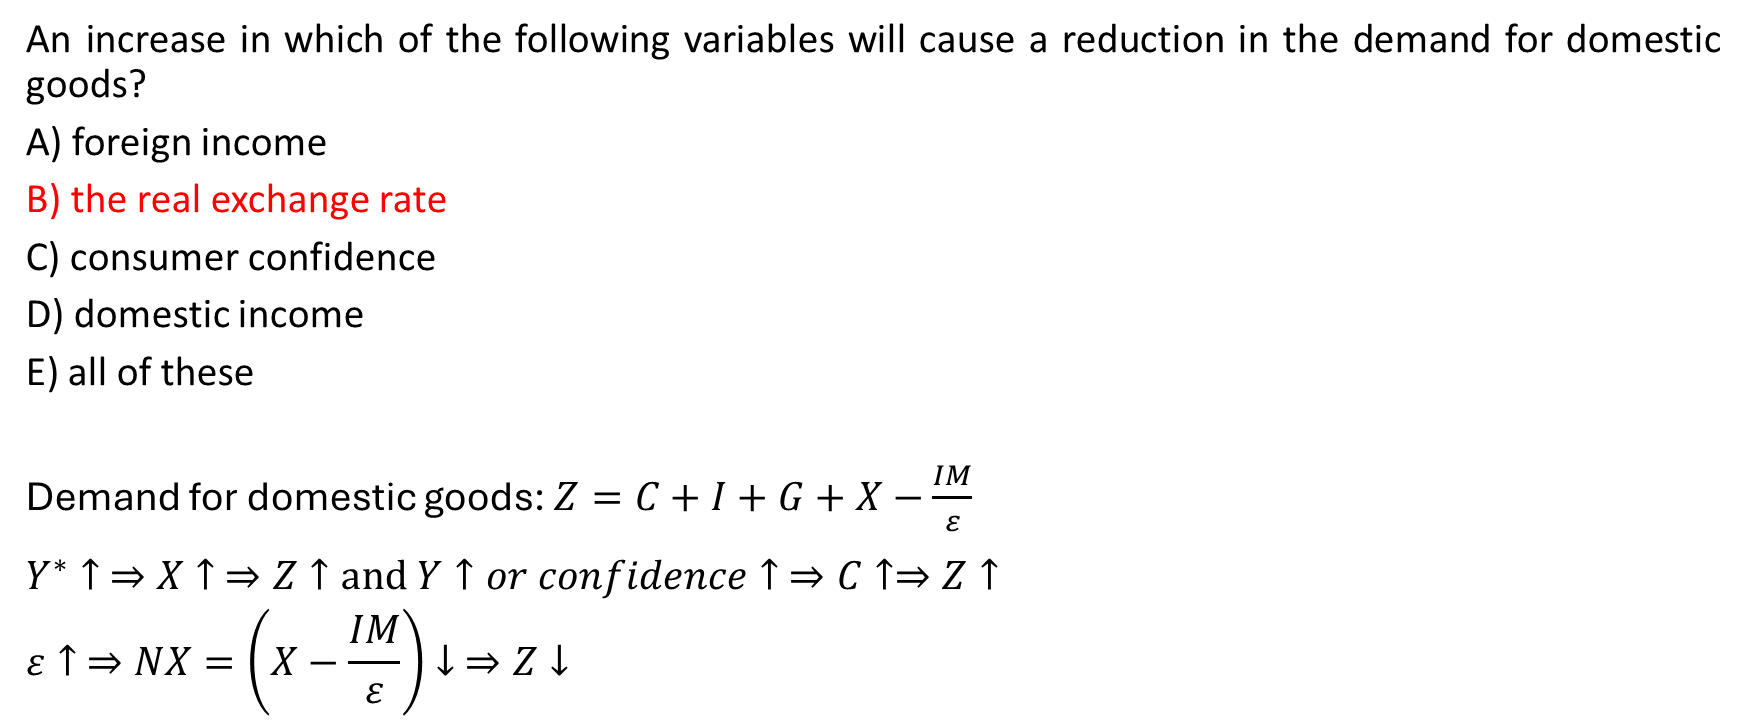 An increase in which of the following variables will cause a reduction in the demand for domestic
goods?
A) foreign income
B) the real exchange rate
C) consumer confidence
D) domestic income
E) all of these
Demand for domestic goods: Z = C + I + G + X − IM/ε
Y* ↑⇒ X ↑⇒ Z ↑ and Y ↑ or confidence ↑⇒ C ↑⇒ Z ↑
ε ↑⇒ NX = (X − IM/ε) ↓⇒ Z ↓